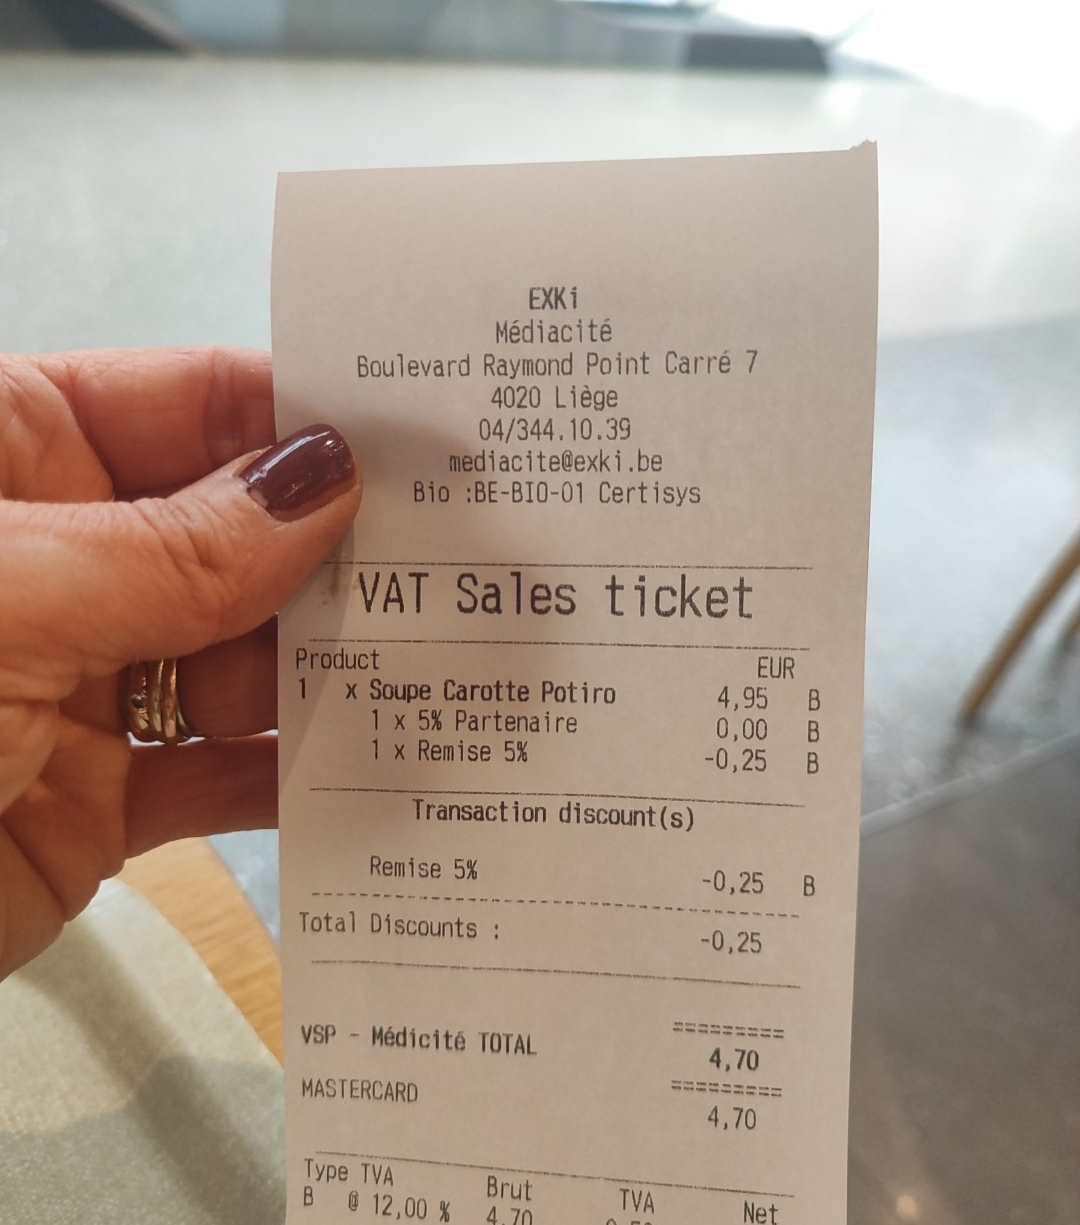 EXKi
Médiacité
Boulevard Raymond Point Carré 7
4020 Liège
04/344.10.39
mediacite@exki.be
Bio :BE-BIO-01 Certisys
VAT Sales ticket
Product EUR
1 x Soupe Carotte Potiro 4,95 B
1 x 5% Partenaire 0,00 B
1 x Remise 5% -0,25 B
Transaction discount(s)
Remise 5% -0,25 B
Total Discounts : -0,25
=========
VSP - Médicité TOTAL 4,70
=========
MASTERCARD 4,70
Type TVA Brut TVA Net
B @ 12,00 % 4,70